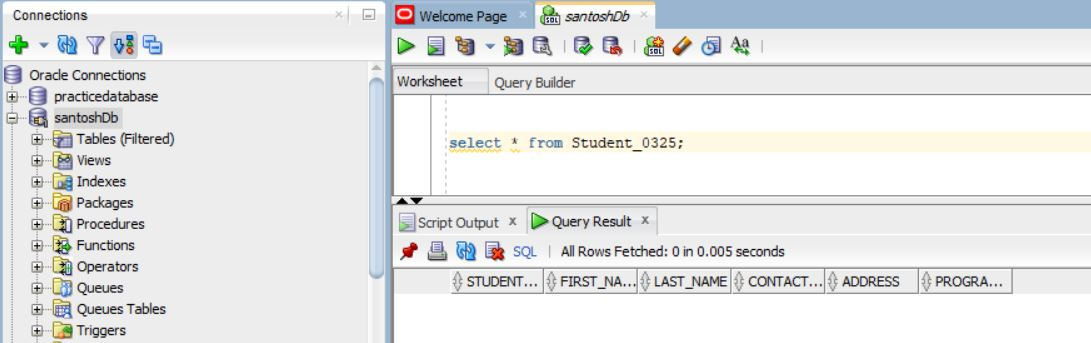 Connections
Oracle Connections
practicedatabase
santoshDb
Tables (Filtered)
Views
Indexes
Packages
Procedures
Functions
Operators
Queues
Queues Tables
Triggers
Welcome Page
santoshDb
Worksheet
Query Builder
select * from Student_0325;
Script Output
Query Result
SQL | All Rows Fetched: 0 in 0.005 seconds
STUDENT... FIRST_NA... LAST_NAME CONTACT... ADDRESS PROGRA...